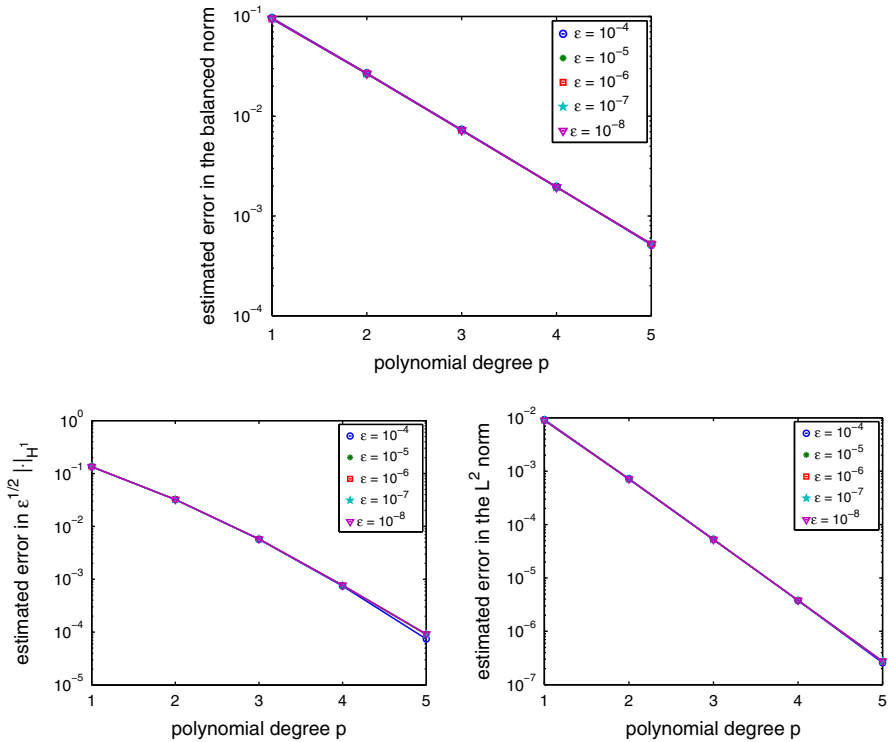 estimated error in the balanced norm
10⁻¹
10⁻²
10⁻³
10⁻⁴
1 2 3 4 5
polynomial degree p
ε = 10⁻⁴
ε = 10⁻⁵
ε = 10⁻⁶
ε = 10⁻⁷
ε = 10⁻⁸
estimated error in ε^{1/2} |·|_{H¹}
10⁰
10⁻¹
10⁻²
10⁻³
10⁻⁴
10⁻⁵
1 2 3 4 5
polynomial degree p
ε = 10⁻⁴
ε = 10⁻⁵
ε = 10⁻⁶
ε = 10⁻⁷
ε = 10⁻⁸
estimated error in the L² norm
10⁻²
10⁻³
10⁻⁴
10⁻⁵
10⁻⁶
10⁻⁷
1 2 3 4 5
polynomial degree p
ε = 10⁻⁴
ε = 10⁻⁵
ε = 10⁻⁶
ε = 10⁻⁷
ε = 10⁻⁸